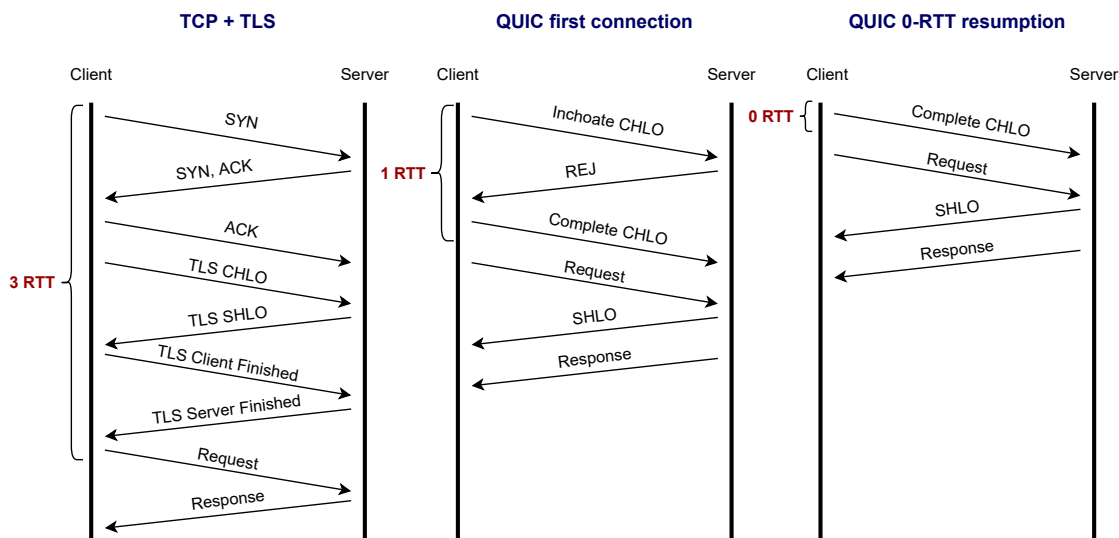 TCP + TLS
Client
Server
SYN
SYN, ACK
ACK
TLS CHLO
3 RTT
TLS SHLO
TLS Client Finished
TLS Server Finished
Request
Response
QUIC first connection
Client
Server
Inchoate CHLO
REJ
1 RTT
Complete CHLO
Request
SHLO
Response
QUIC 0-RTT resumption
Client
Server
0 RTT
Complete CHLO
Request
SHLO
Response